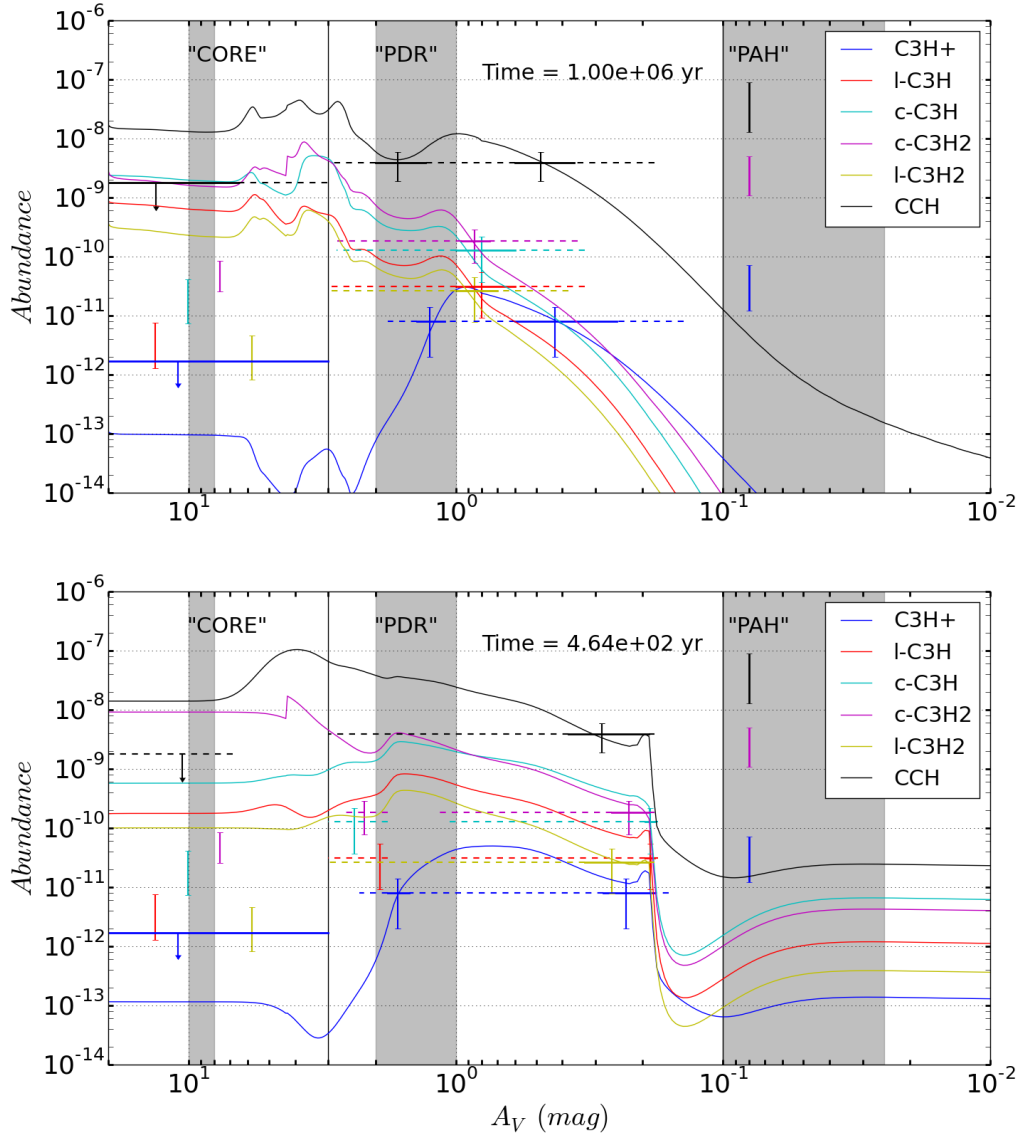 10^-6
10^-7
10^-8
10^-9
10^-10
10^-11
10^-12
10^-13
10^-14
Abundance
"CORE"
"PDR"
"PAH"
Time = 1.00e+06 yr
C3H+
l-C3H
c-C3H
c-C3H2
l-C3H2
CCH
10^1
10^0
10^-1
10^-2
10^-6
10^-7
10^-8
10^-9
10^-10
10^-11
10^-12
10^-13
10^-14
Abundance
"CORE"
"PDR"
"PAH"
Time = 4.64e+02 yr
C3H+
l-C3H
c-C3H
c-C3H2
l-C3H2
CCH
10^1
10^0
10^-1
10^-2
A_V (mag)